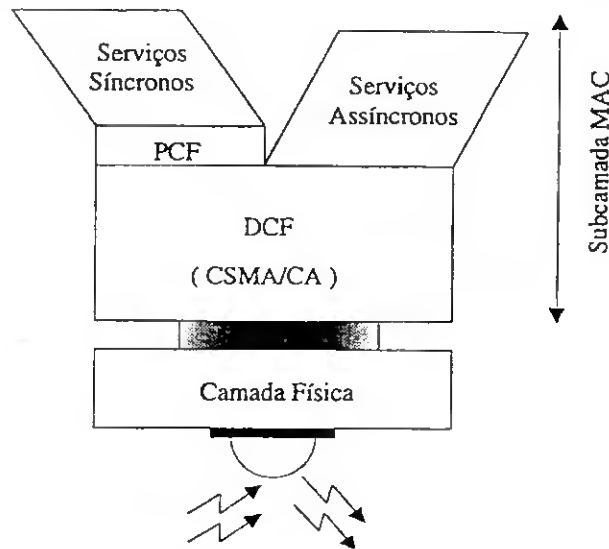 Serviços
Síncronos
Serviços
Assíncronos
PCF
DCF
( CSMA/CA )
Camada Física
Subcamada MAC